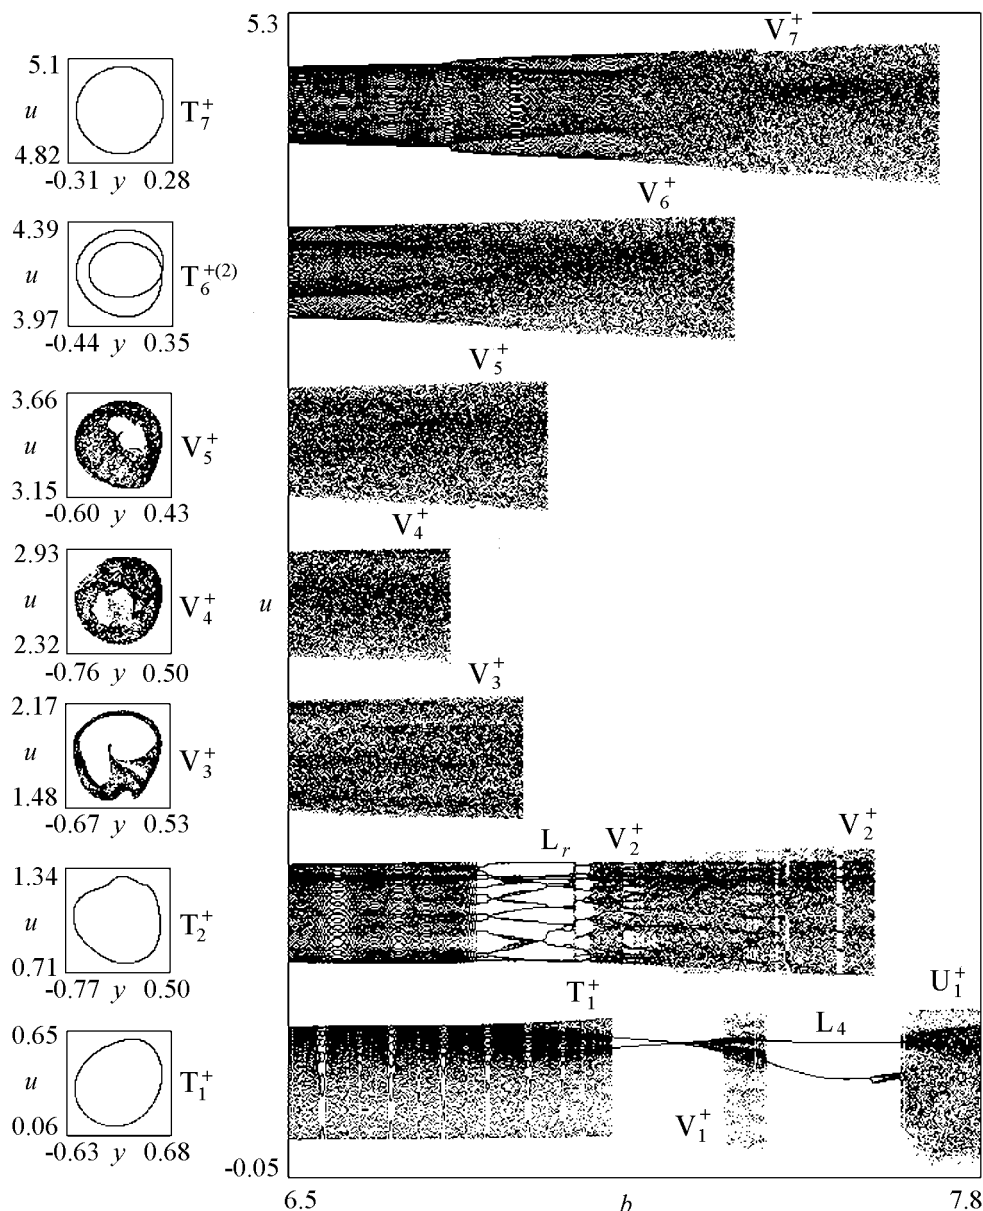 5.3
V₇⁺
5.1
u
T₇⁺
4.82
-0.31 y 0.28
V₆⁺
4.39
u
T₆⁺⁽²⁾
3.97
-0.44 y 0.35
V₅⁺
3.66
u
V₅⁺
3.15
-0.60 y 0.43
V₄⁺
2.93
u
V₄⁺
2.32
-0.76 y 0.50
u
V₃⁺
2.17
u
V₃⁺
1.48
-0.67 y 0.53
Lᵣ V₂⁺ V₂⁺
1.34
u
T₂⁺
0.71
-0.77 y 0.50
T₁⁺ U₁⁺
L₄
0.65
u
T₁⁺
0.06
-0.63 y 0.68
V₁⁺
-0.05
6.5 b 7.8